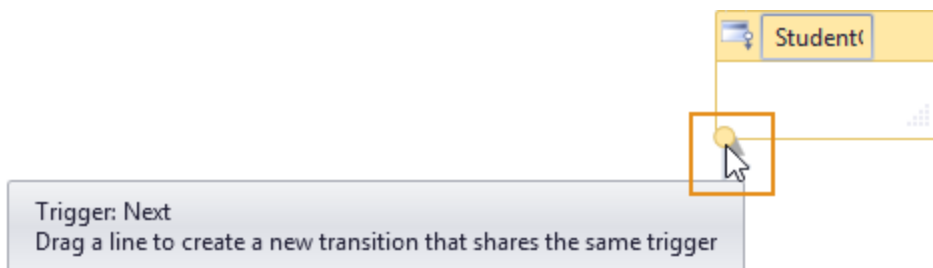 Student
Trigger: Next
Drag a line to create a new transition that shares the same trigger